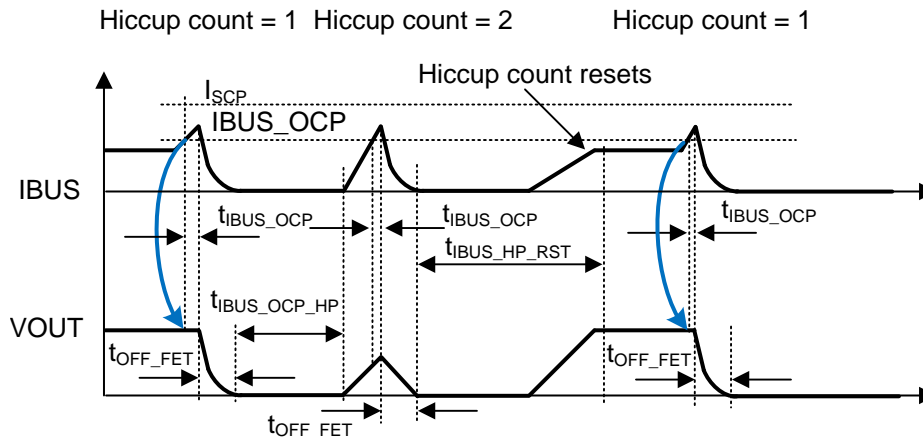 Hiccup count = 1
Hiccup count = 2
Hiccup count = 1
Hiccup count resets
ISCP
IBUS_OCP
IBUS
tIBUS_OCP
tIBUS_OCP
tIBUS_OCP
tIBUS_HP_RST
tIBUS_OCP_HP
VOUT
tOFF_FET
tOFF_FET
tOFF_FET